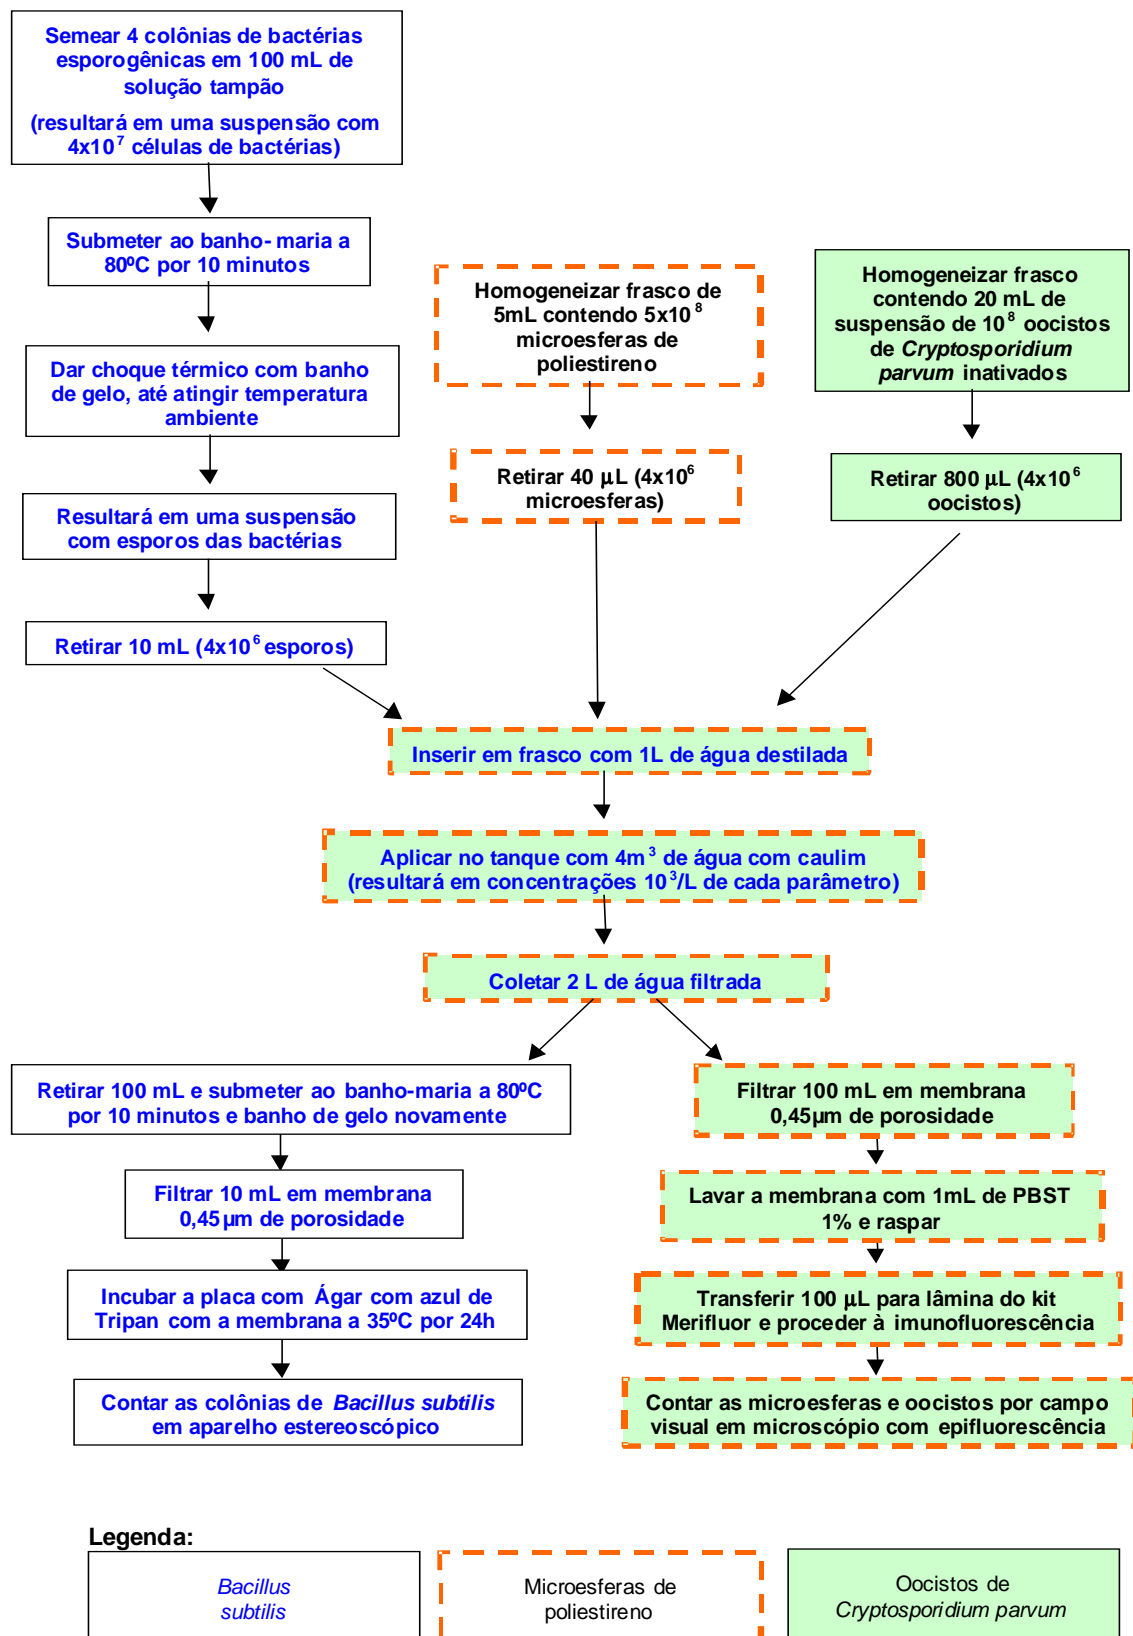 Semear 4 colônias de bactérias
esporogênicas em 100 mL de
solução tampão
(resultará em uma suspensão com
4x10⁷ células de bactérias)
Submeter ao banho- maria a
80ºC por 10 minutos
Dar choque térmico com banho
de gelo, até atingir temperatura
ambiente
Resultará em uma suspensão
com esporos das bactérias
Retirar 10 mL (4x10⁶ esporos)
Homogeneizar frasco de
5mL contendo 5x10⁸
microesferas de
poliestireno
Retirar 40 µL (4x10⁶
microesferas)
Homogeneizar frasco
contendo 20 mL de
suspensão de 10⁸ oocistos
de Cryptosporidium
parvum inativados
Retirar 800 µL (4x10⁶
oocistos)
Inserir em frasco com 1L de água destilada
Aplicar no tanque com 4m³ de água com caulim
(resultará em concentrações 10³/L de cada parâmetro)
Coletar 2 L de água filtrada
Retirar 100 mL e submeter ao banho-maria a 80ºC
por 10 minutos e banho de gelo novamente
Filtrar 10 mL em membrana
0,45µm de porosidade
Incubar a placa com Ágar com azul de
Tripan com a membrana a 35ºC por 24h
Contar as colônias de Bacillus subtilis
em aparelho estereoscópico
Filtrar 100 mL em membrana
0,45µm de porosidade
Lavar a membrana com 1mL de PBST
1% e raspar
Transferir 100 µL para lâmina do kit
Merifluor e proceder à imunofluorescência
Contar as microesferas e oocistos por campo
visual em microscópio com epifluorescência
Legenda:
Bacillus
subtilis
Microesferas de
poliestireno
Oocistos de
Cryptosporidium parvum